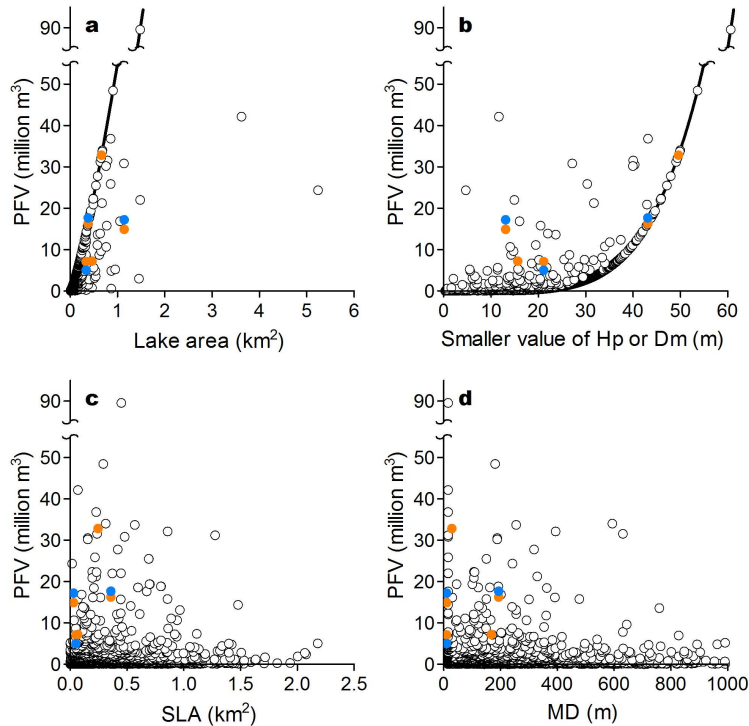 a
PFV (million m³)
90
50
40
30
20
10
0
0 1 2 3 4 5 6
Lake area (km²)
b
PFV (million m³)
90
50
40
30
20
10
0
0 10 20 30 40 50 60
Smaller value of Hp or Dm (m)
c
PFV (million m³)
90
50
40
30
20
10
0
0.0 0.5 1.0 1.5 2.0 2.5
SLA (km²)
d
PFV (million m³)
90
50
40
30
20
10
0
0 200 400 600 800 1000
MD (m)